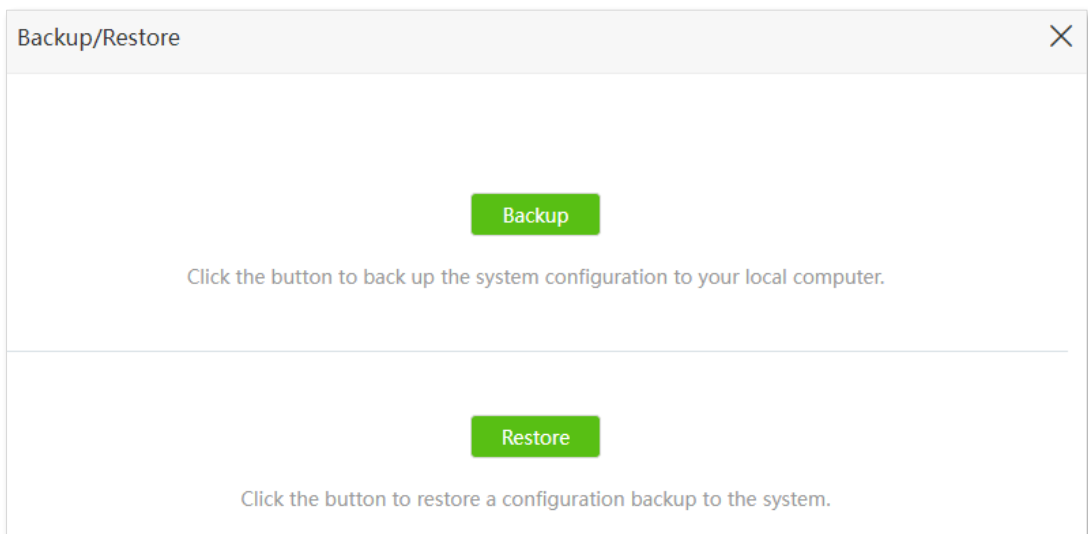 Backup/Restore
Backup
Click the button to back up the system configuration to your local computer.
Restore
Click the button to restore a configuration backup to the system.